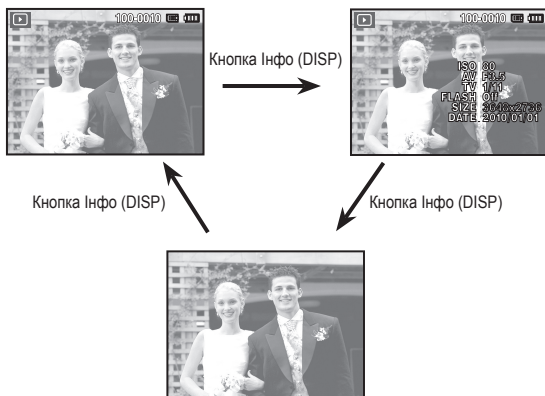 100-0010
100-0010
Кнопка Інфо (DISP)
ISO 80
AV F3.5
TV 1/11
FLASH Off
SIZE 3648x2736
DATE 2010/01/01
Кнопка Інфо (DISP)
Кнопка Інфо (DISP)